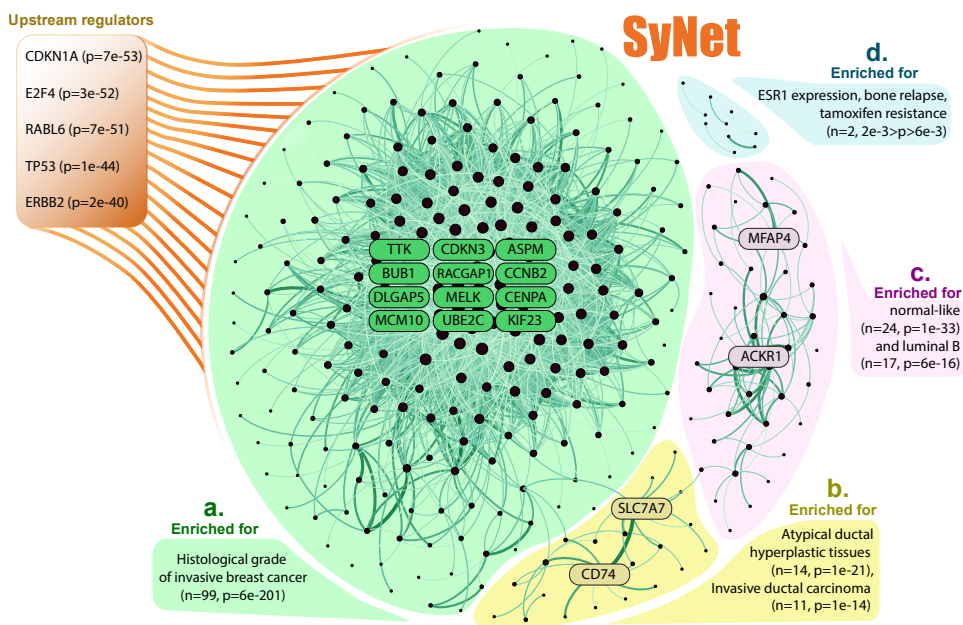 Upstream regulators
CDKN1A (p=7e-53)
E2F4 (p=3e-52)
RABL6 (p=7e-51)
TP53 (p=1e-44)
ERBB2 (p=2e-40)
SyNet
d.
Enriched for
ESR1 expression, bone relapse,
tamoxifen resistance
(n=2, 2e-3>p>6e-3)
TTK CDKN3 ASPM
BUB1 RACGAP1 CCNB2
DLGAP5 MELK CENPA
MCM10 UBE2C KIF23
MFAP4
ACKR1
c.
Enriched for
normal-like
(n=24, p=1e-33)
and luminal B
(n=17, p=6e-16)
SLC7A7
CD74
b.
Enriched for
Atypical ductal
hyperplastic tissues
(n=14, p=1e-21),
Invasive ductal carcinoma
(n=11, p=1e-14)
a.
Enriched for
Histological grade
of invasive breast cancer
(n=99, p=6e-201)